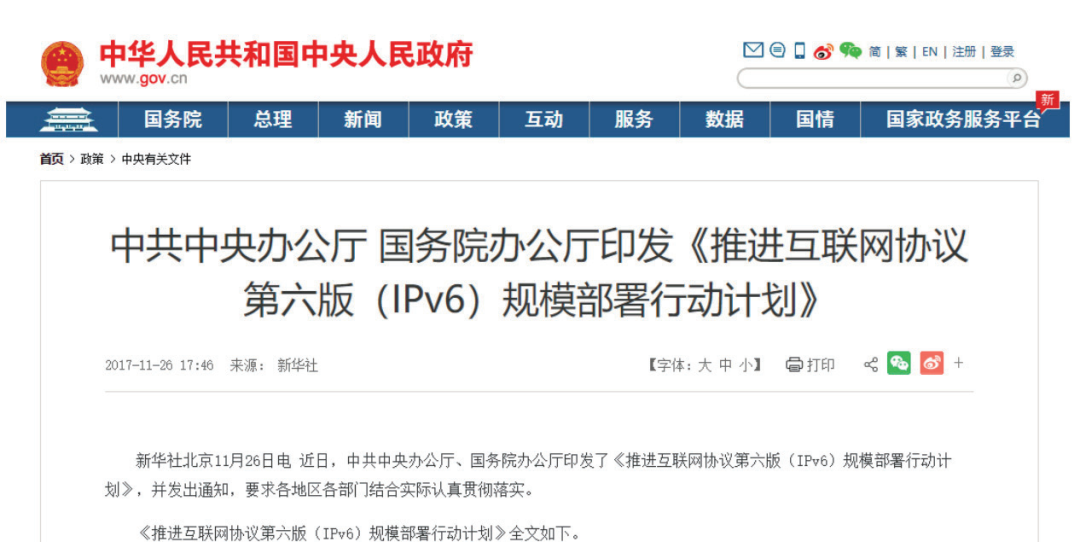 中华人民共和国中央人民政府
www.gov.cn
简 | 繁 | EN | 注册 | 登录
新
国务院 总理 新闻 政策 互动 服务 数据 国情 国家政务服务平台
首页 > 政策 > 中央有关文件
中共中央办公厅 国务院办公厅印发《推进互联网协议
第六版（IPv6）规模部署行动计划》
2017-11-26 17:46 来源： 新华社 【字体：大 中 小】 打印 +
新华社北京11月26日电 近日，中共中央办公厅、国务院办公厅印发了《推进互联网协议第六版（IPv6）规模部署行动计
划》，并发出通知，要求各地区各部门结合实际认真贯彻落实。
《推进互联网协议第六版（IPv6）规模部署行动计划》全文如下。